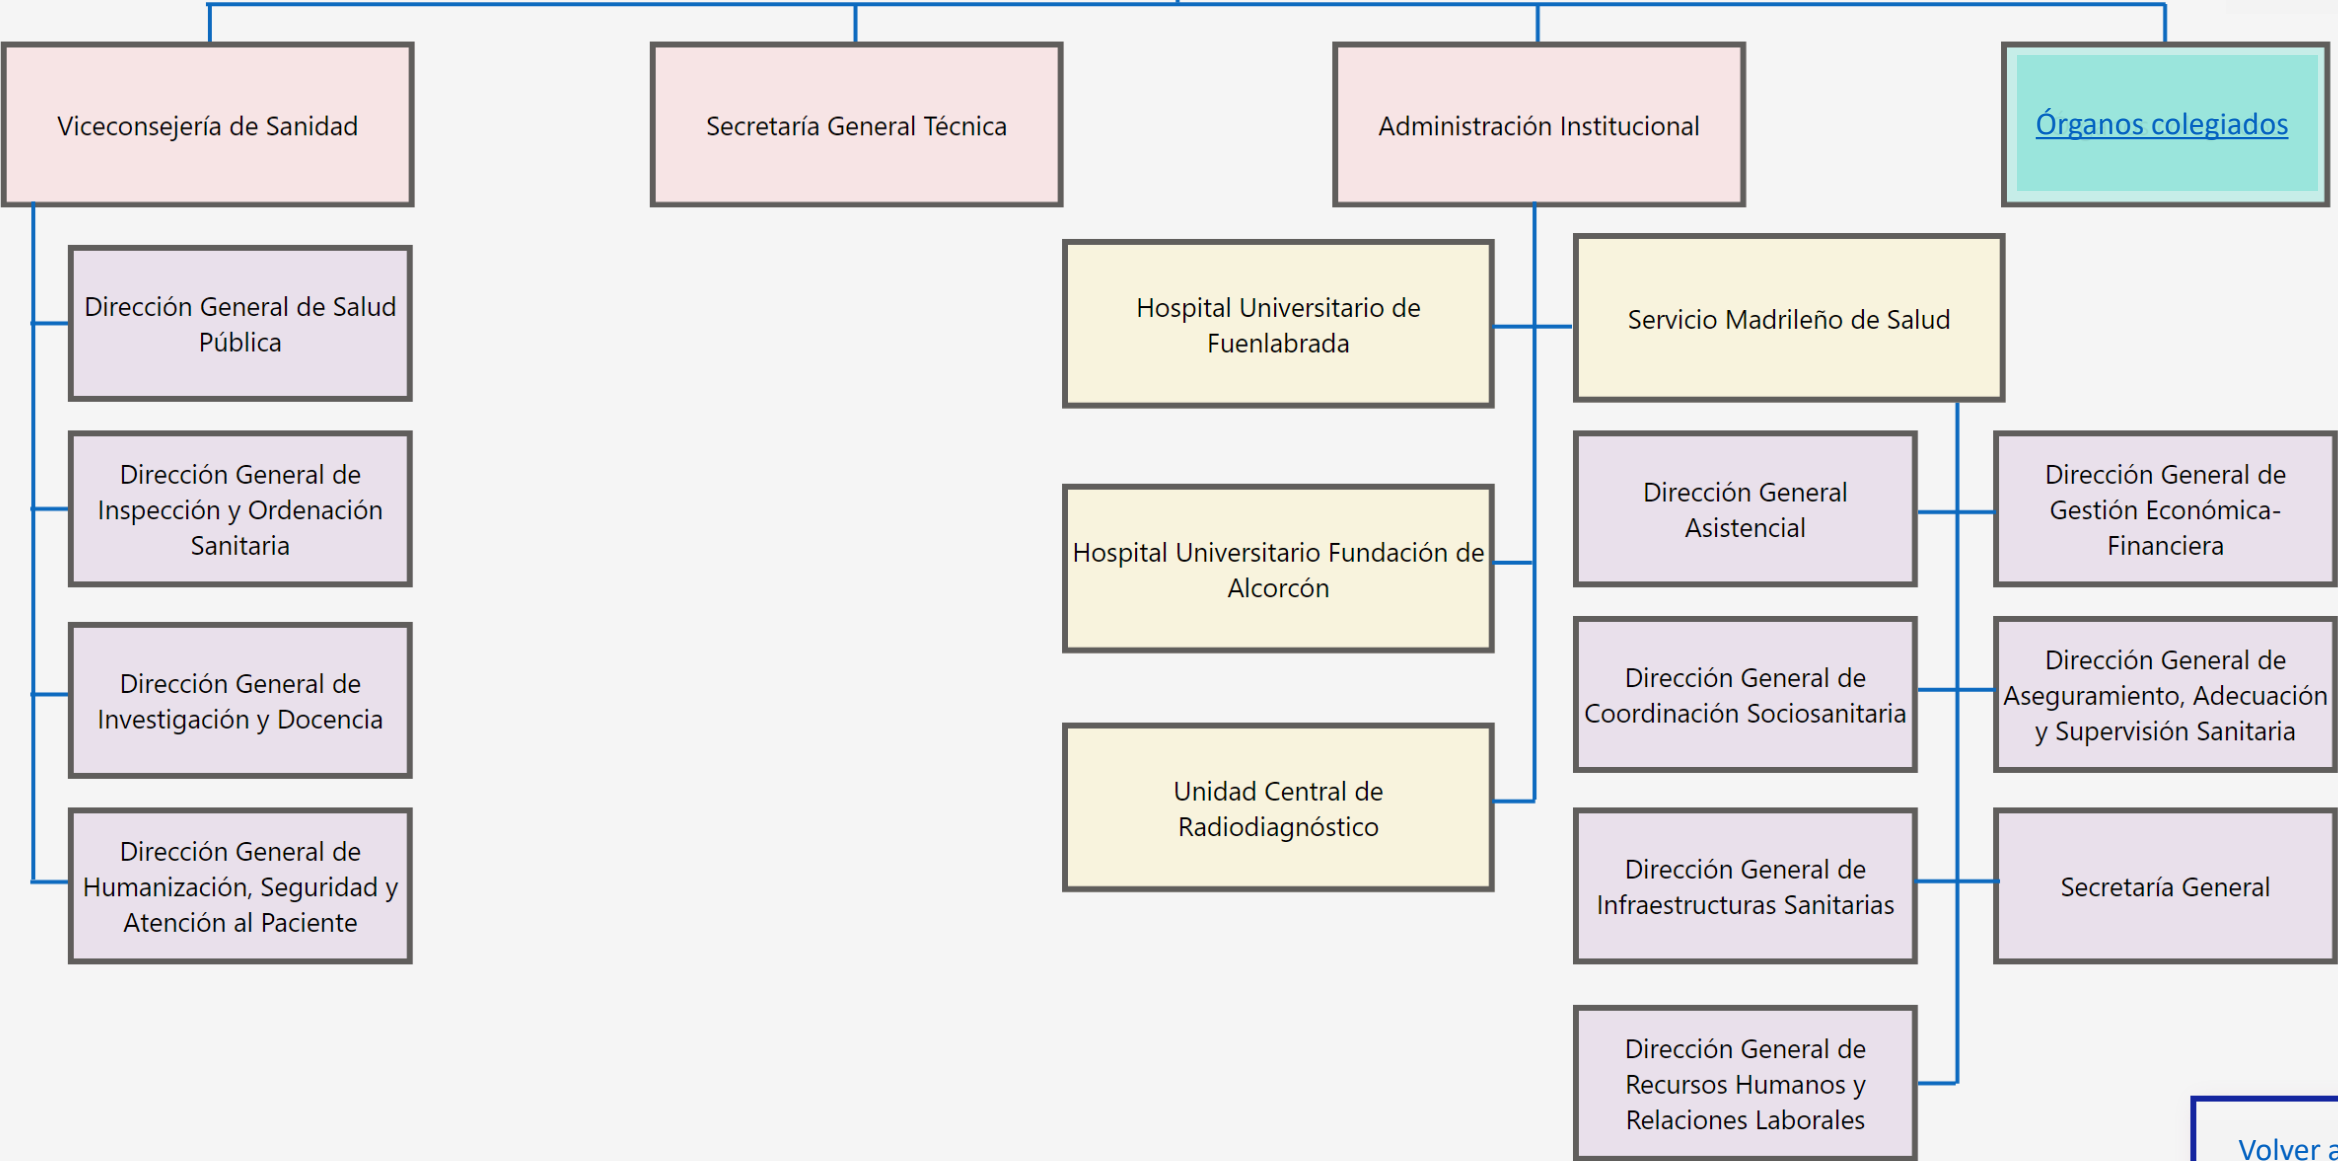 Viceconsejería de Sanidad
Secretaría General Técnica
Administración Institucional
Órganos colegiados
Dirección General de Salud
Pública
Dirección General de
Inspección y Ordenación
Sanitaria
Dirección General de
Investigación y Docencia
Dirección General de
Humanización, Seguridad y
Atención al Paciente
Hospital Universitario de
Fuenlabrada
Hospital Universitario Fundación de
Alcorcón
Unidad Central de
Radiodiagnóstico
Servicio Madrileño de Salud
Dirección General
Asistencial
Dirección General de
Gestión Económica-
Financiera
Dirección General de
Coordinación Sociosanitaria
Dirección General de
Aseguramiento, Adecuación
y Supervisión Sanitaria
Dirección General de
Infraestructuras Sanitarias
Secretaría General
Dirección General de
Recursos Humanos y
Relaciones Laborales
Volver a